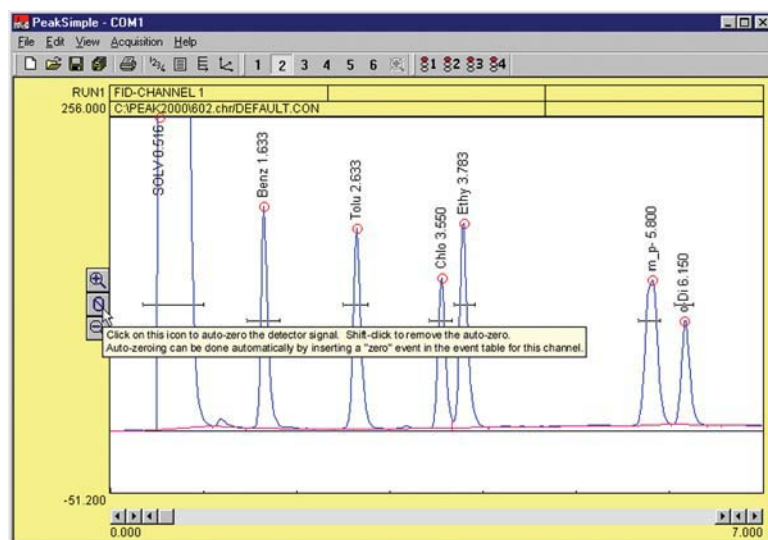 PeakSimple - COM1
File Edit View Acquisition Help
1 2 3 4 5 6 1 2 3 4
RUN1 FID-CHANNEL 1
256.000 C:\PEAK2000\602.chr/DEFAULT.CON
SOLV 0.516
Benz 1.633
Tolu 2.633
Chlo 3.550
Ethy 3.783
m_p- 5.800
o-Di 6.150
Click on this icon to auto-zero the detector signal. Shift-click to remove the auto-zero.
Auto-zeroing can be done automatically by inserting a "zero" event in the event table for this channel.
-51.200
0.000 7.000